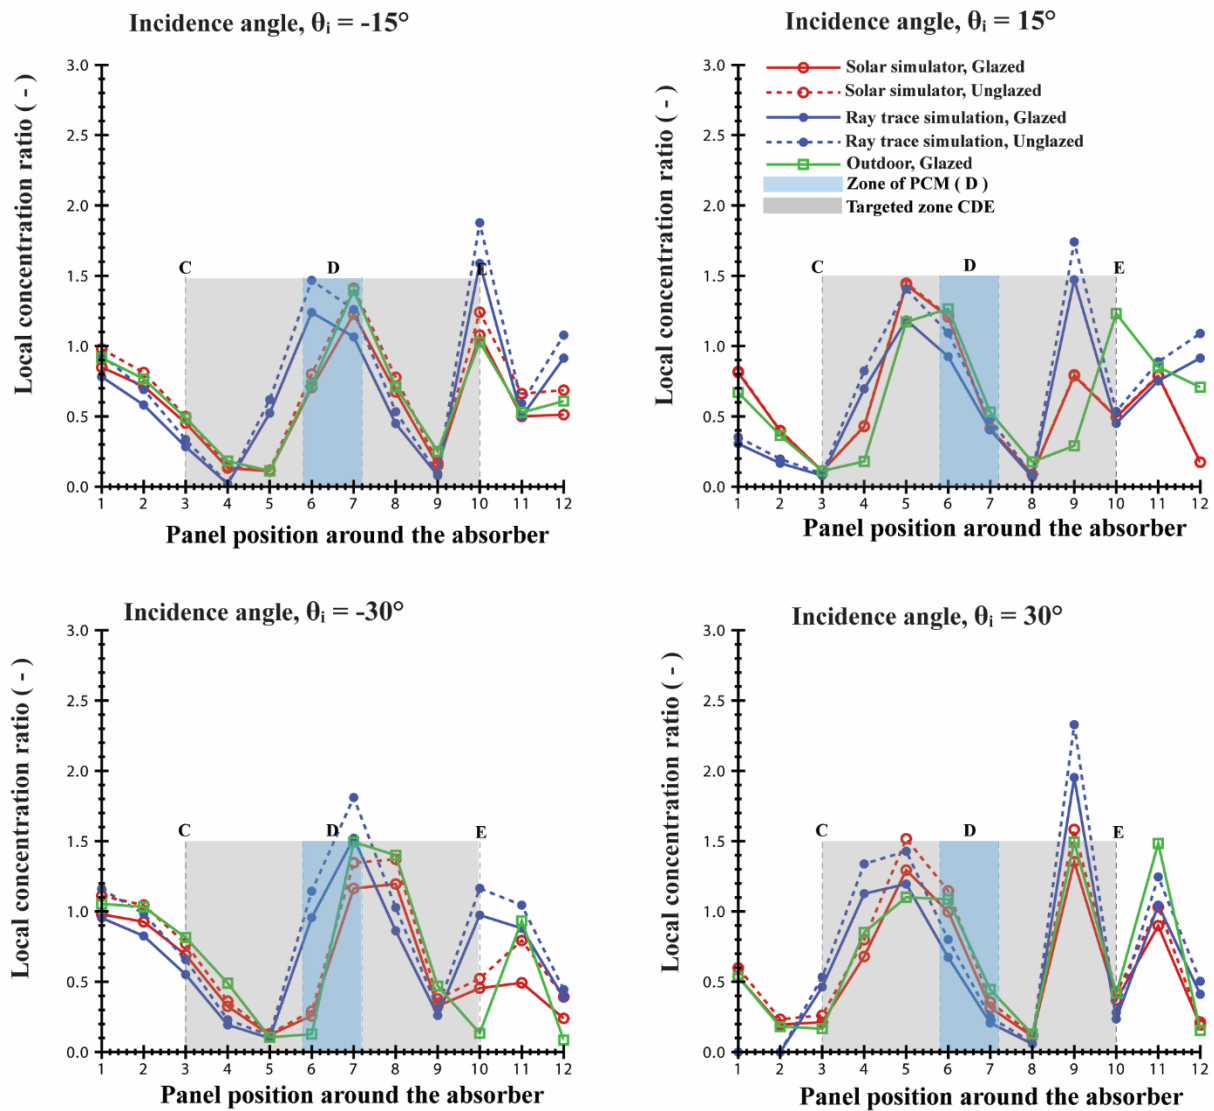 Incidence angle, θi = -15°
Local concentration ratio ( - )
3.0
2.5
2.0
1.5
1.0
0.5
0.0
C
D
E
1 2 3 4 5 6 7 8 9 10 11 12
Panel position around the absorber
Incidence angle, θi = 15°
Solar simulator, Glazed
Solar simulator, Unglazed
Ray trace simulation, Glazed
Ray trace simulation, Unglazed
Outdoor, Glazed
Zone of PCM ( D )
Targeted zone CDE
Local concentration ratio ( - )
3.0
2.5
2.0
1.5
1.0
0.5
0.0
C
D
E
1 2 3 4 5 6 7 8 9 10 11 12
Panel position around the absorber
Incidence angle, θi = -30°
Local concentration ratio ( - )
3.0
2.5
2.0
1.5
1.0
0.5
0.0
C
D
E
1 2 3 4 5 6 7 8 9 10 11 12
Panel position around the absorber
Incidence angle, θi = 30°
Local concentration ratio ( - )
3.0
2.5
2.0
1.5
1.0
0.5
0.0
C
D
E
1 2 3 4 5 6 7 8 9 10 11 12
Panel position around the absorber